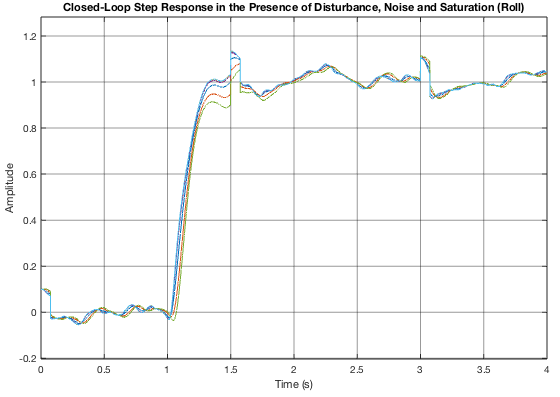 Closed-Loop Step Response in the Presence of Disturbance, Noise and Saturation (Roll)
1.2
1
0.8
0.6
0.4
0.2
0
-0.2
Amplitude
0 0.5 1 1.5 2 2.5 3 3.5 4
Time (s)